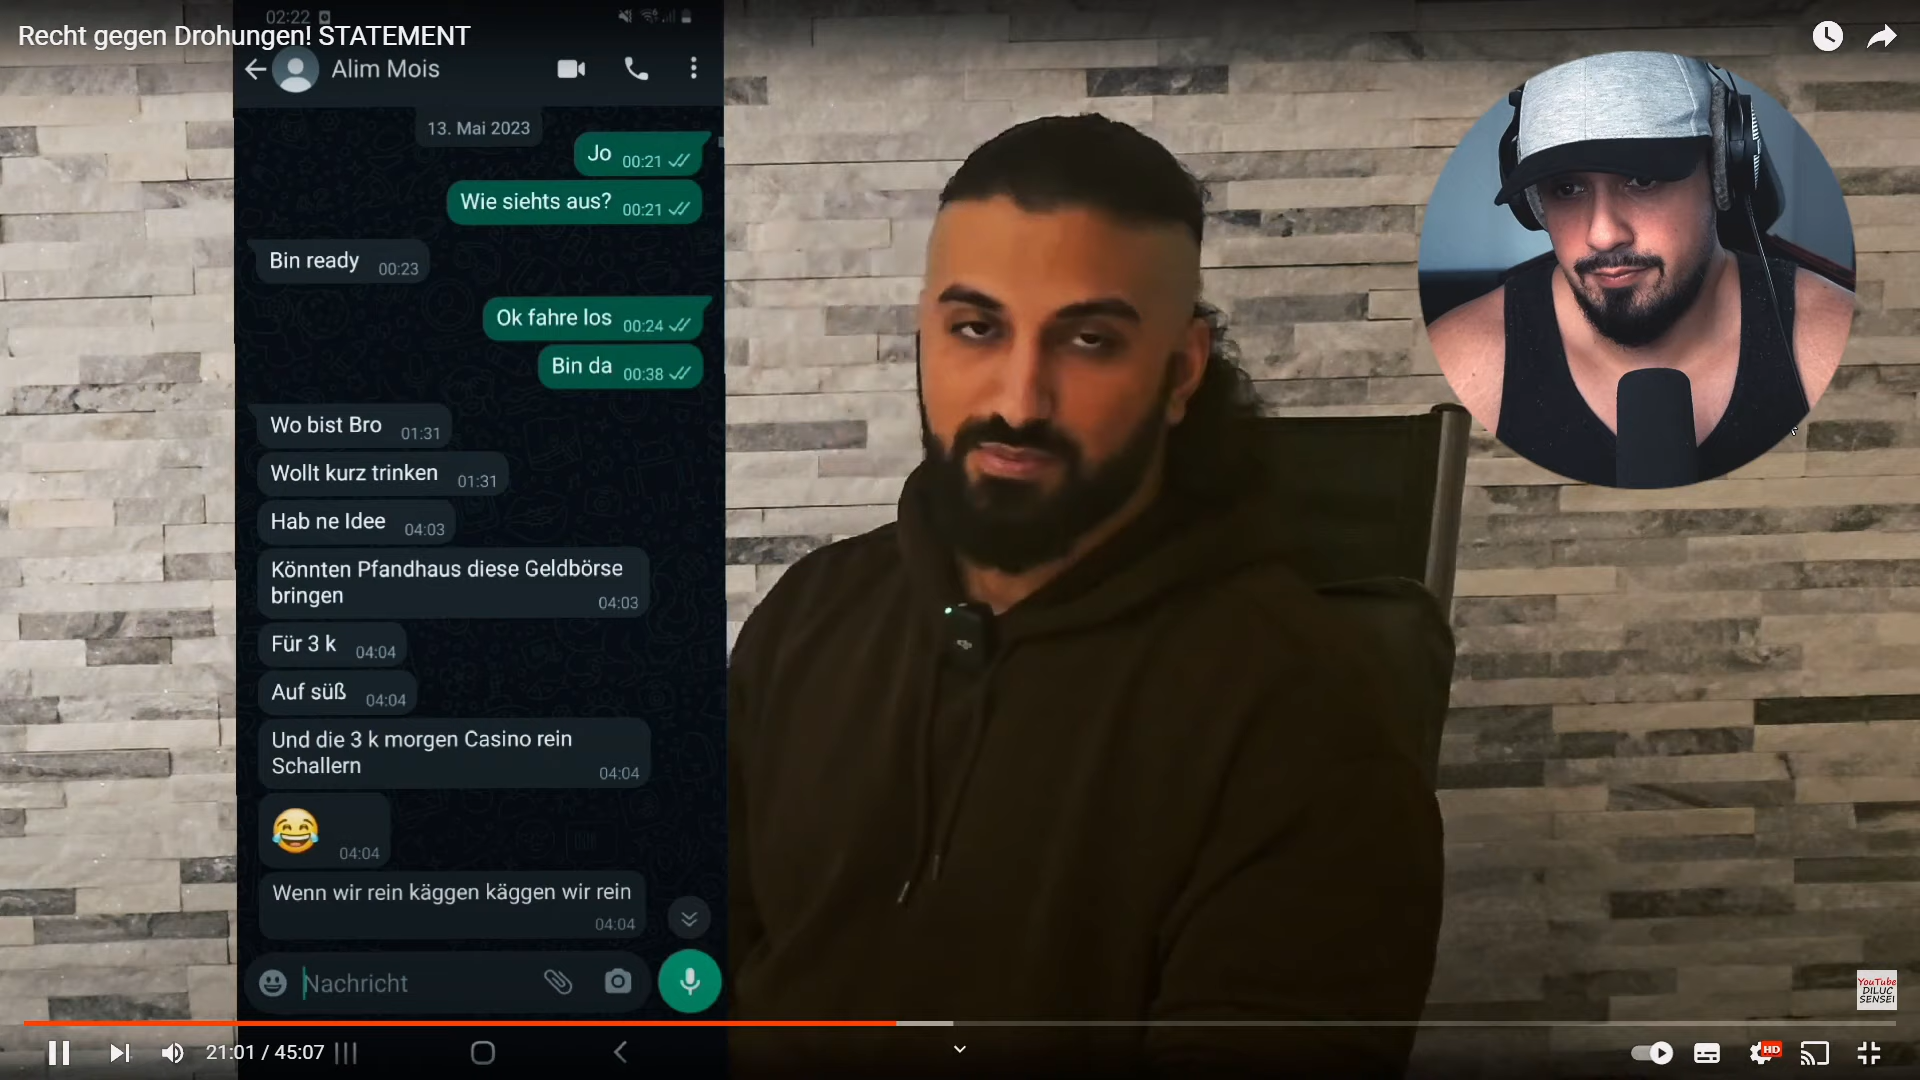 02:22
Recht gegen Drohungen! STATEMENT
Alim Mois
13. Mai 2023
Jo 00:21
Wie siehts aus? 00:21
Bin ready 00:23
Ok fahre los 00:24
Bin da 00:38
Wo bist Bro 01:31
Wollt kurz trinken 01:31
Hab ne Idee 04:03
Könnten Pfandhaus diese Geldbörse
bringen 04:03
Für 3 k 04:04
Auf süß 04:04
Und die 3 k morgen Casino rein
Schallern 04:04
😂 04:04
Wenn wir rein käggen käggen wir rein
04:04
Nachricht
YouTube
DILUC
SENSEI
21:01 / 45:07
HD